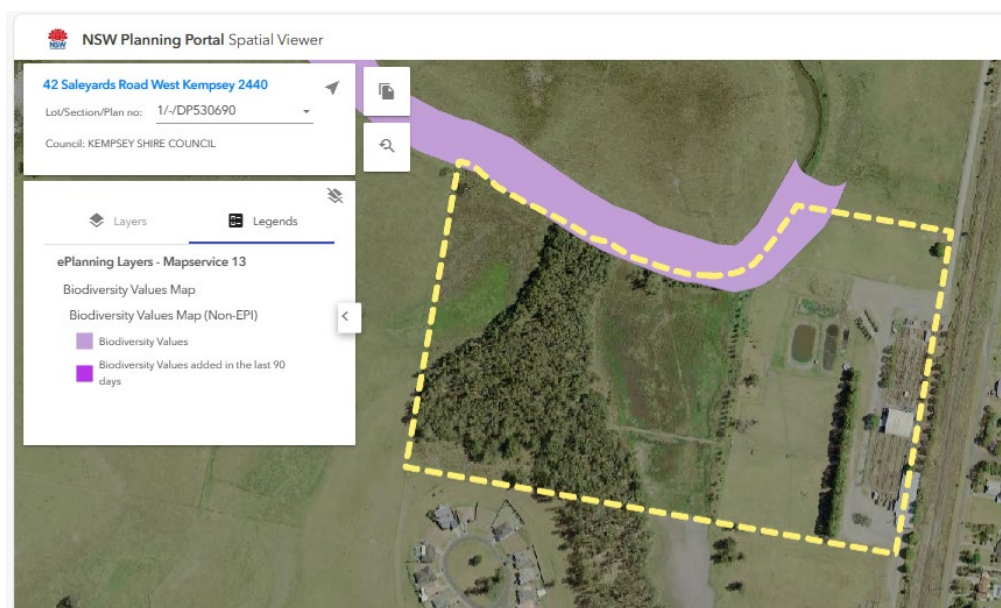 NSW
NSW Planning Portal Spatial Viewer
42 Saleyards Road West Kempsey 2440
Lot/Section/Plan no: 1/-/DP530690
Council: KEMPSEY SHIRE COUNCIL
Layers Legends
ePlanning Layers - Mapservice 13
Biodiversity Values Map
Biodiversity Values Map (Non-EPI)
Biodiversity Values
Biodiversity Values added in the last 90
days